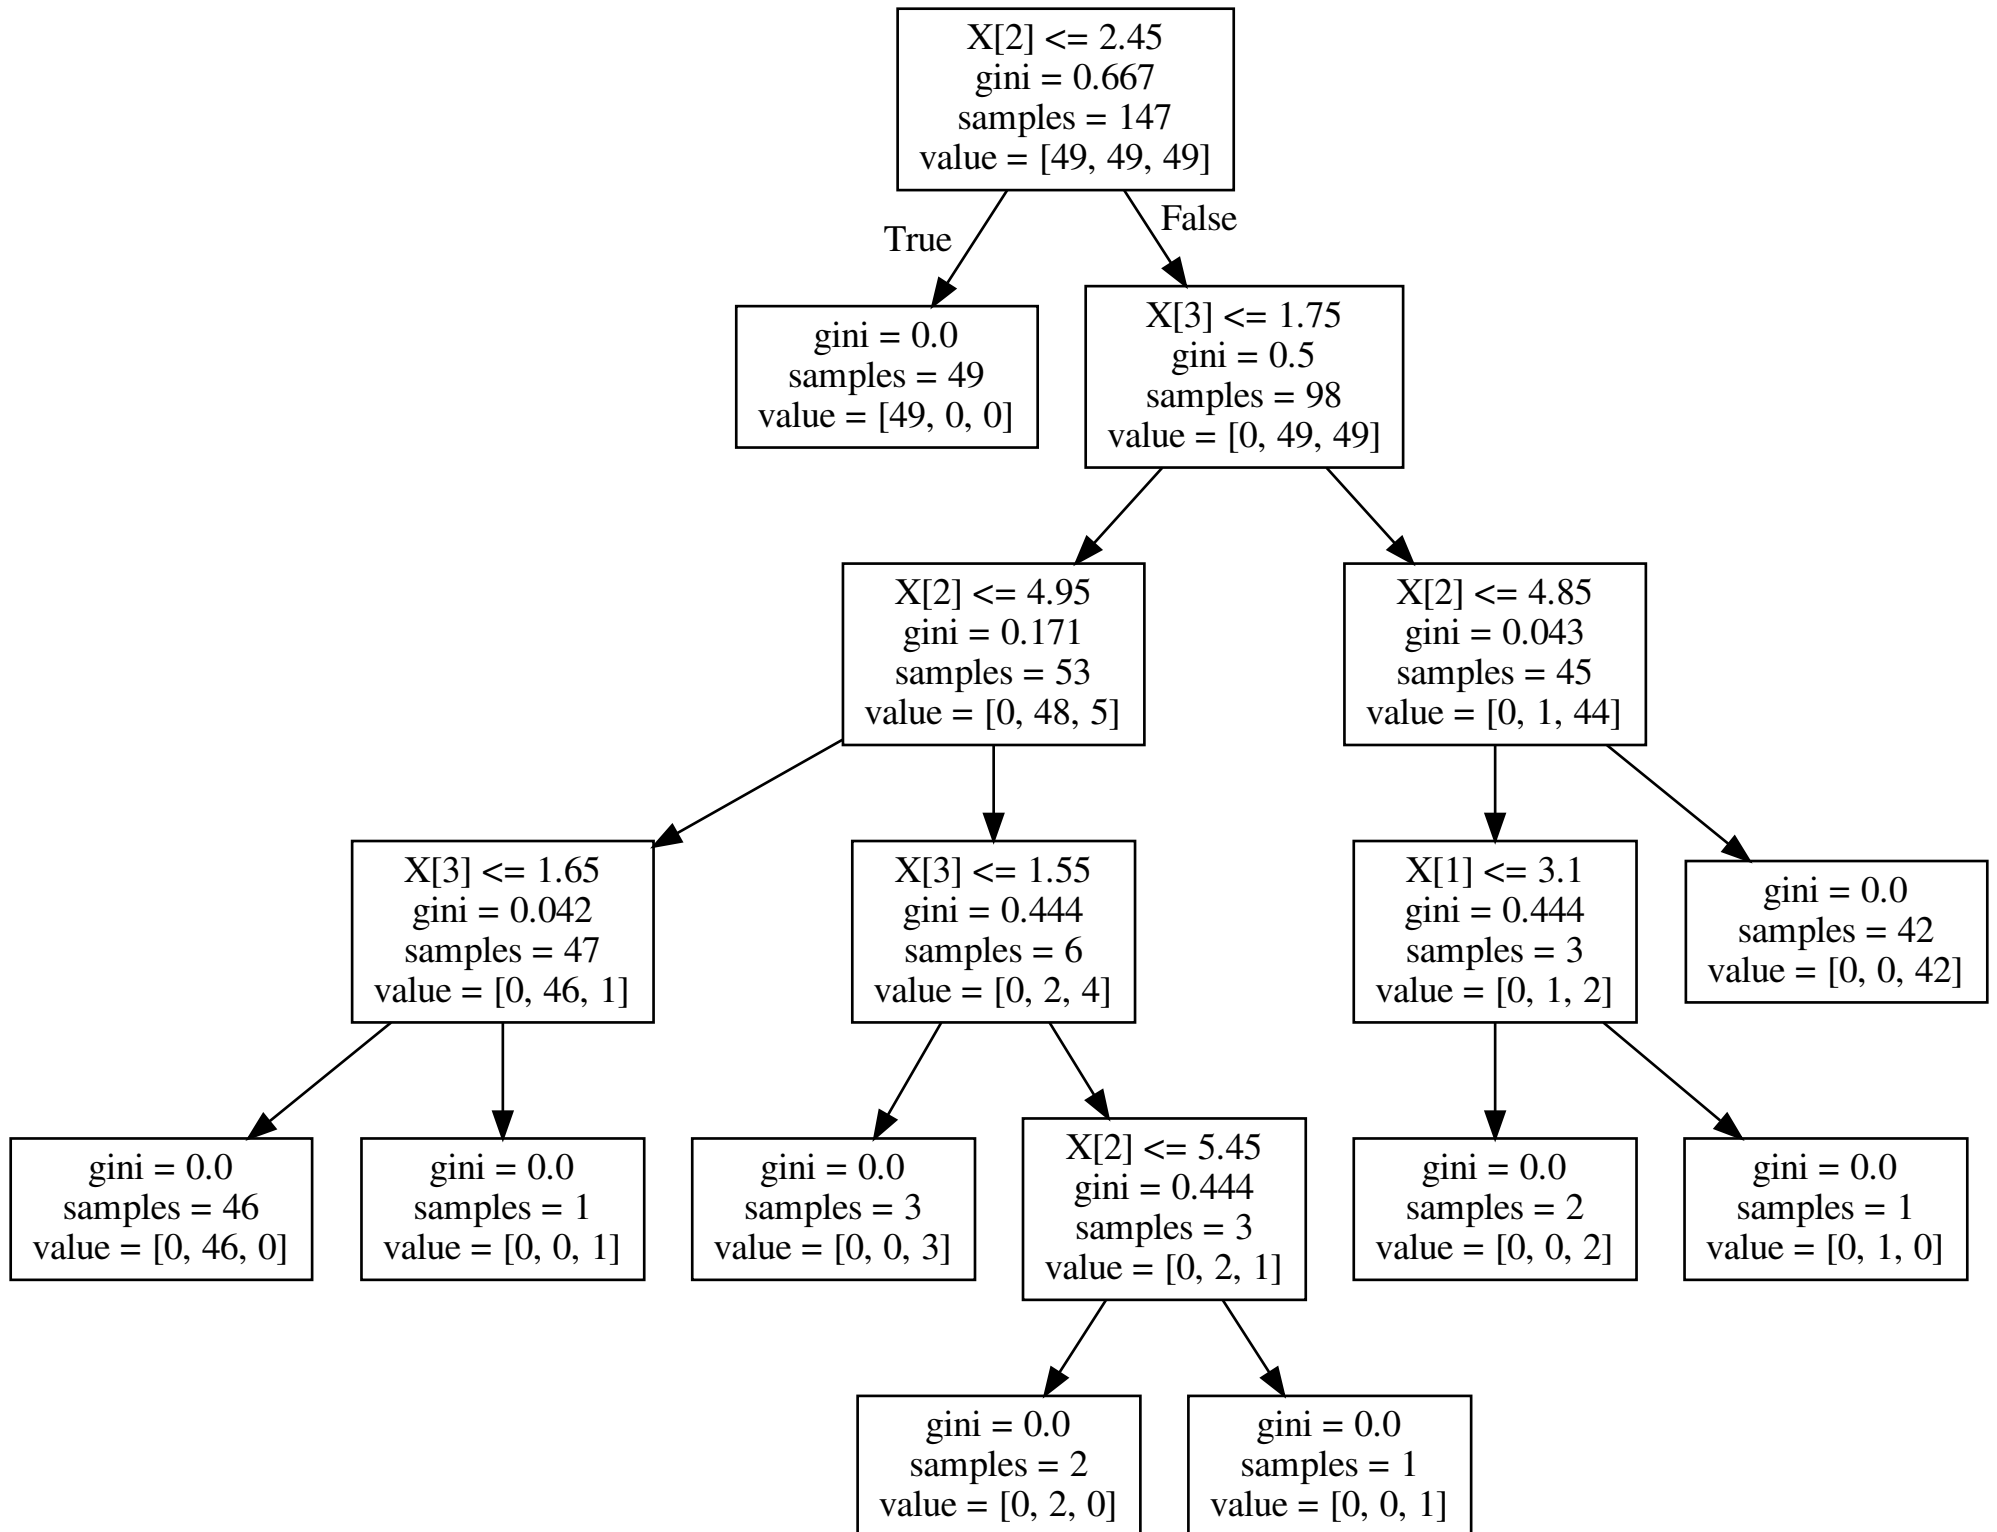 X[2] <= 2.45
gini = 0.667
samples = 147
value = [49, 49, 49]
True
False
gini = 0.0
samples = 49
value = [49, 0, 0]
X[3] <= 1.75
gini = 0.5
samples = 98
value = [0, 49, 49]
X[2] <= 4.95
gini = 0.171
samples = 53
value = [0, 48, 5]
X[2] <= 4.85
gini = 0.043
samples = 45
value = [0, 1, 44]
X[3] <= 1.65
gini = 0.042
samples = 47
value = [0, 46, 1]
X[3] <= 1.55
gini = 0.444
samples = 6
value = [0, 2, 4]
X[1] <= 3.1
gini = 0.444
samples = 3
value = [0, 1, 2]
gini = 0.0
samples = 42
value = [0, 0, 42]
gini = 0.0
samples = 46
value = [0, 46, 0]
gini = 0.0
samples = 1
value = [0, 0, 1]
gini = 0.0
samples = 3
value = [0, 0, 3]
X[2] <= 5.45
gini = 0.444
samples = 3
value = [0, 2, 1]
gini = 0.0
samples = 2
value = [0, 0, 2]
gini = 0.0
samples = 1
value = [0, 1, 0]
gini = 0.0
samples = 2
value = [0, 2, 0]
gini = 0.0
samples = 1
value = [0, 0, 1]